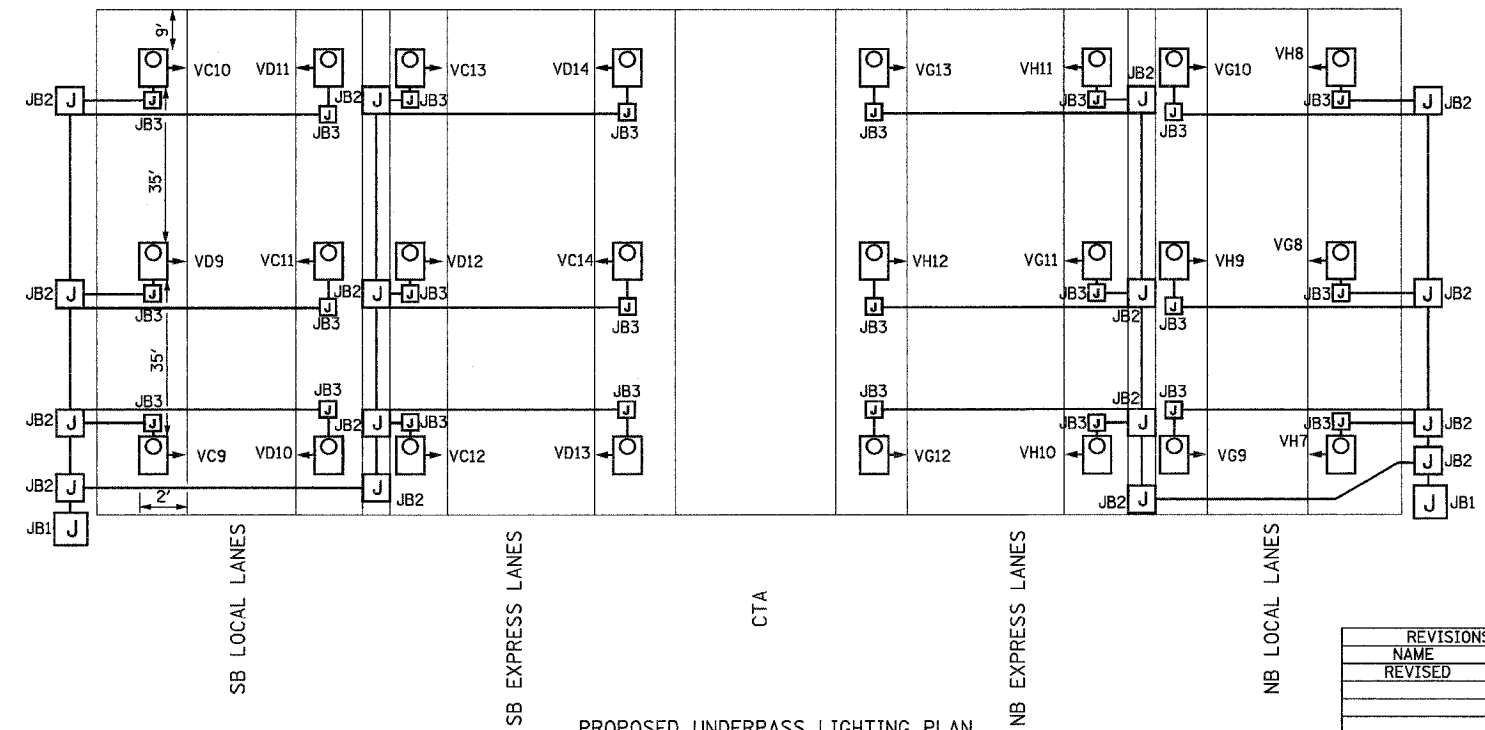 9'
VC10 VD11 VC13 VD14 VG13 VH11 JB2 VG10 VH8
JB2 J J JB3 J JB3 JB2 J J JB3 J JB3 J JB3 JB3 J J J JB3 JB3 J J JB2
35'
VD9 VC11 VD12 VC14 VH12 VG11 VH9 VG8
JB2 J J JB3 J JB3 JB2 J J JB3 J JB3 J JB3 JB3 J J JB2 J JB3 JB3 J J JB2
35'
JB3 JB3 JB3 JB3 JB2 JB3
JB2 J J J JB2 J J JB3 J J JB3 J J J JB3 J J JB2
VC9 VD10 VC12 VD13 VG12 VH10 VG9 VH7
JB2 J J JB2 JB2 J J JB2
2'
JB1 J J JB1
SB LOCAL LANES
SB EXPRESS LANES
CTA
NB EXPRESS LANES
NB LOCAL LANES
PROPOSED UNDERPASS LIGHTING PLAN
REVISIONS
NAME
REVISED